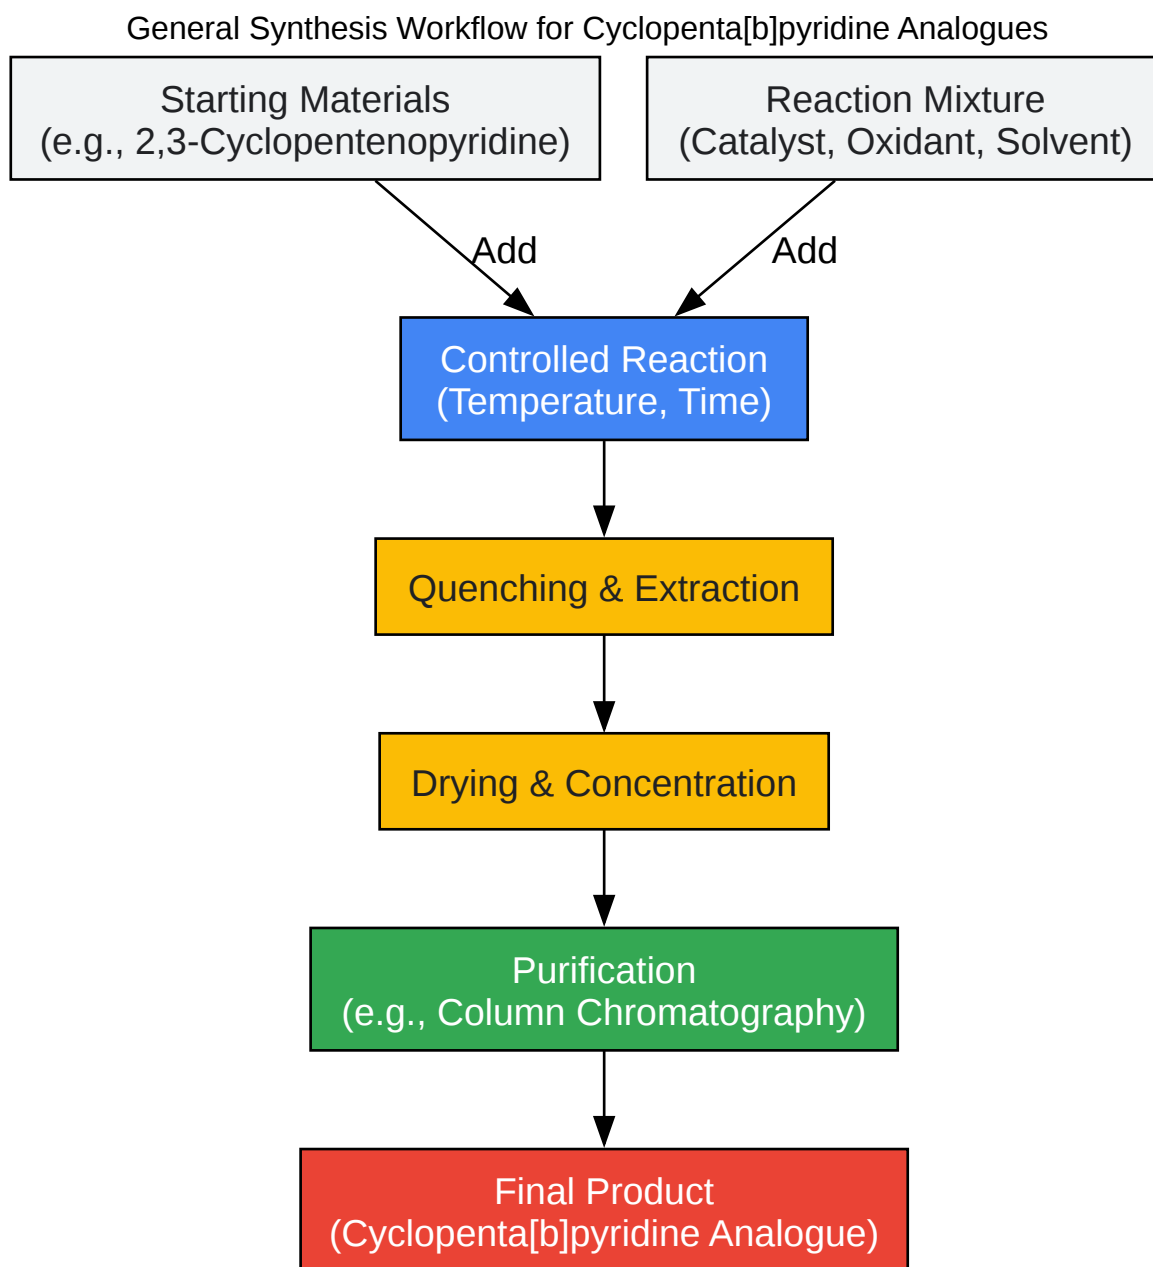 General Synthesis Workflow for Cyclopenta[b]pyridine Analogues
Starting Materials
(e.g., 2,3-Cyclopentenopyridine)
Reaction Mixture
(Catalyst, Oxidant, Solvent)
Add
Add
Controlled Reaction
(Temperature, Time)
Quenching & Extraction
Drying & Concentration
Purification
(e.g., Column Chromatography)
Final Product
(Cyclopenta[b]pyridine Analogue)